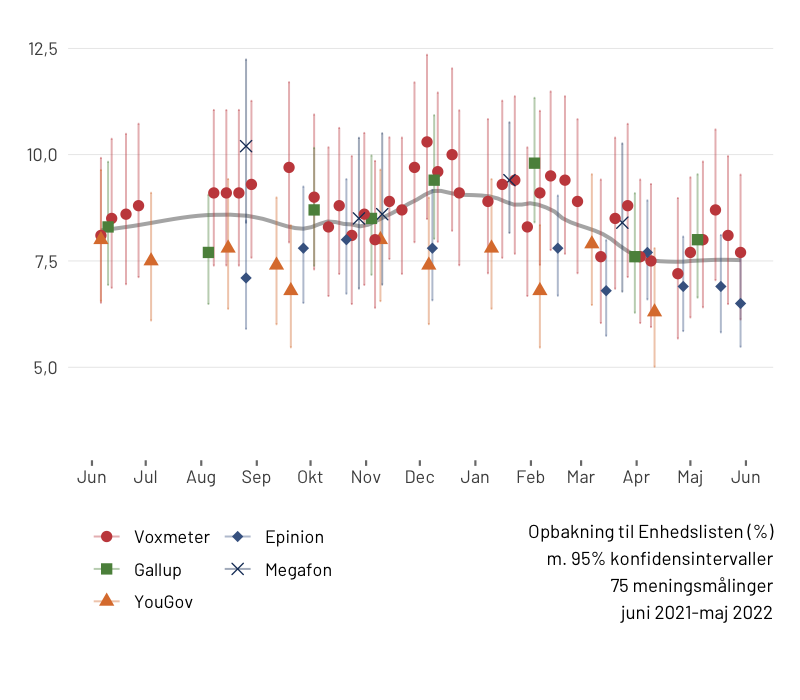 12,5
10,0
7,5
5,0
Jun Jul Aug Sep Okt Nov Dec Jan Feb Mar Apr Maj Jun
Voxmeter Epinion
Gallup Megafon
YouGov
Opbakning til Enhedslisten (%)
m. 95% konfidensintervaller
75 meningsmålinger
juni 2021-maj 2022